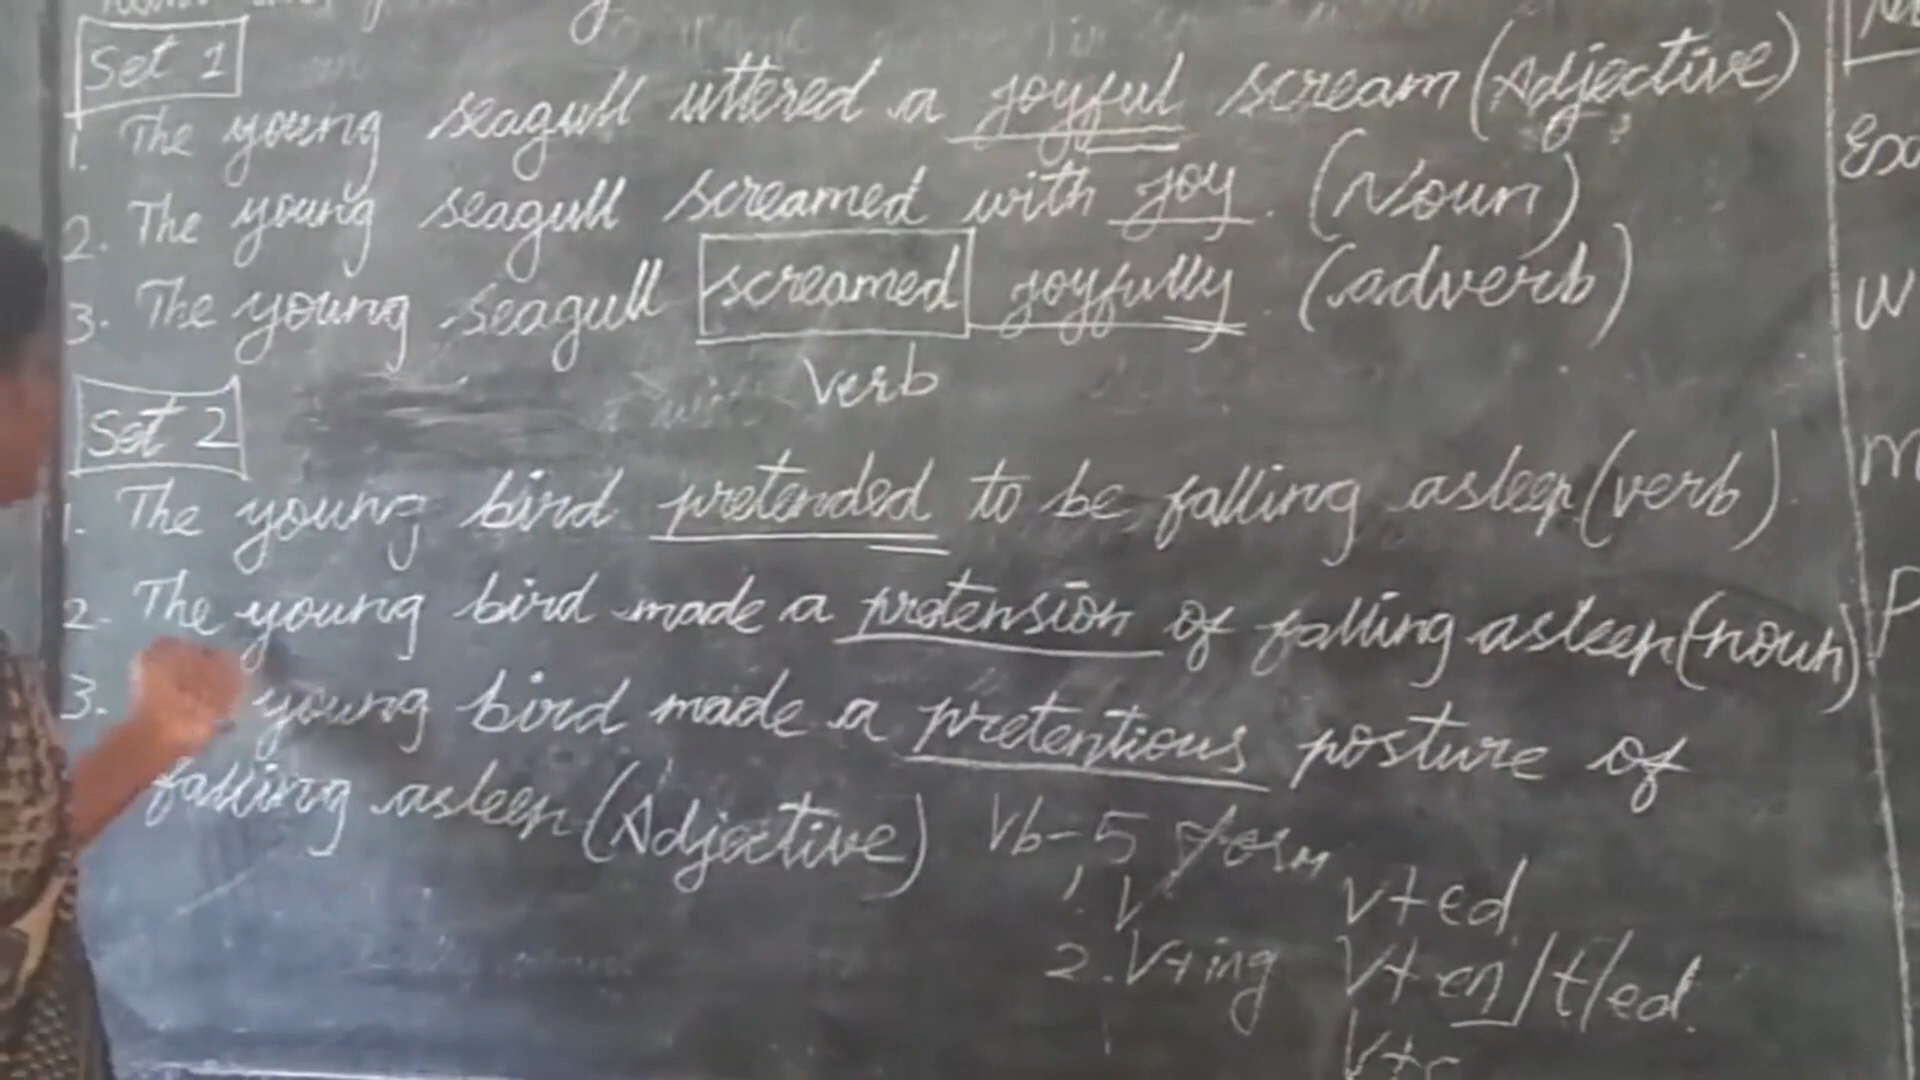 Set 1
1. The young seagull uttered a joyful scream (Adjective)
2. The young seagull screamed with joy. (Noun)
3. The young seagull screamed joyfully. (adverb)
verb
Set 2
1. The young bird pretended to be falling asleep (verb)
2. The young bird made a pretension of falling asleep (noun)
3. young bird made a pretentious posture of
falling asleep (Adjective)
Vb-5 form
1. V
2. V+ing
V+ed
V+en/t/ed.